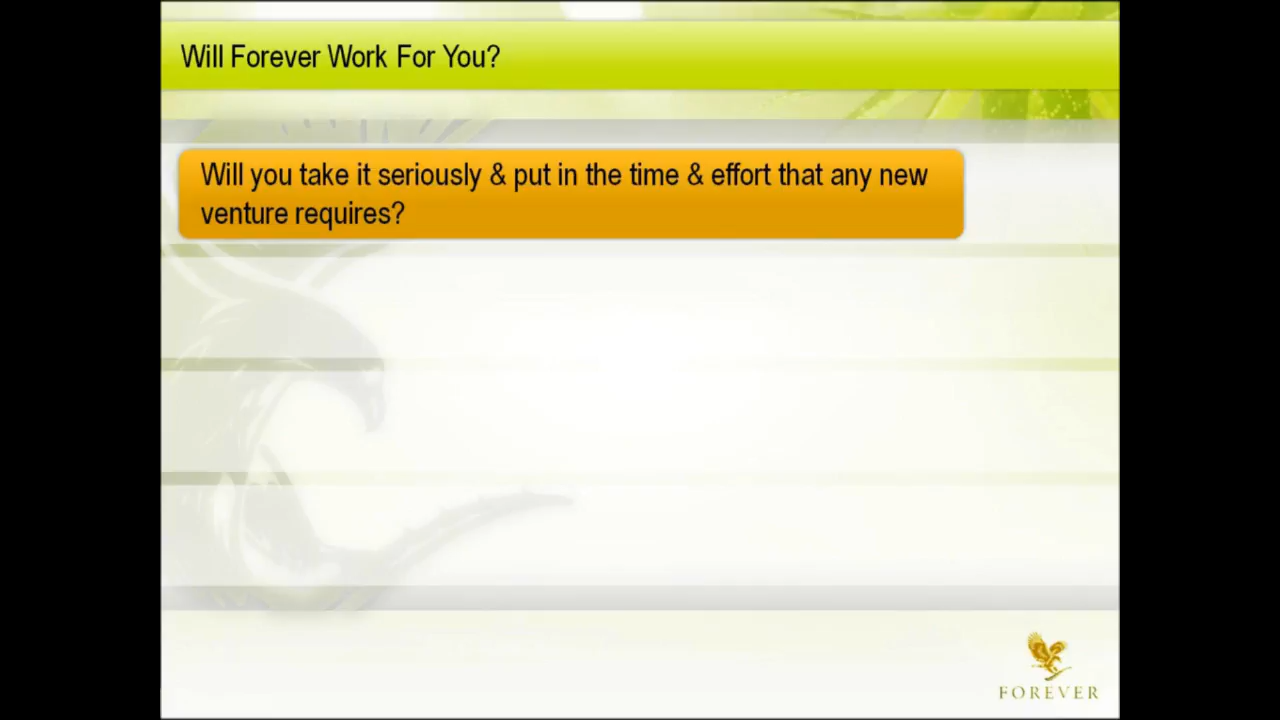 Will Forever Work For You?
Will you take it seriously & put in the time & effort that any new
venture requires?
FOREVER